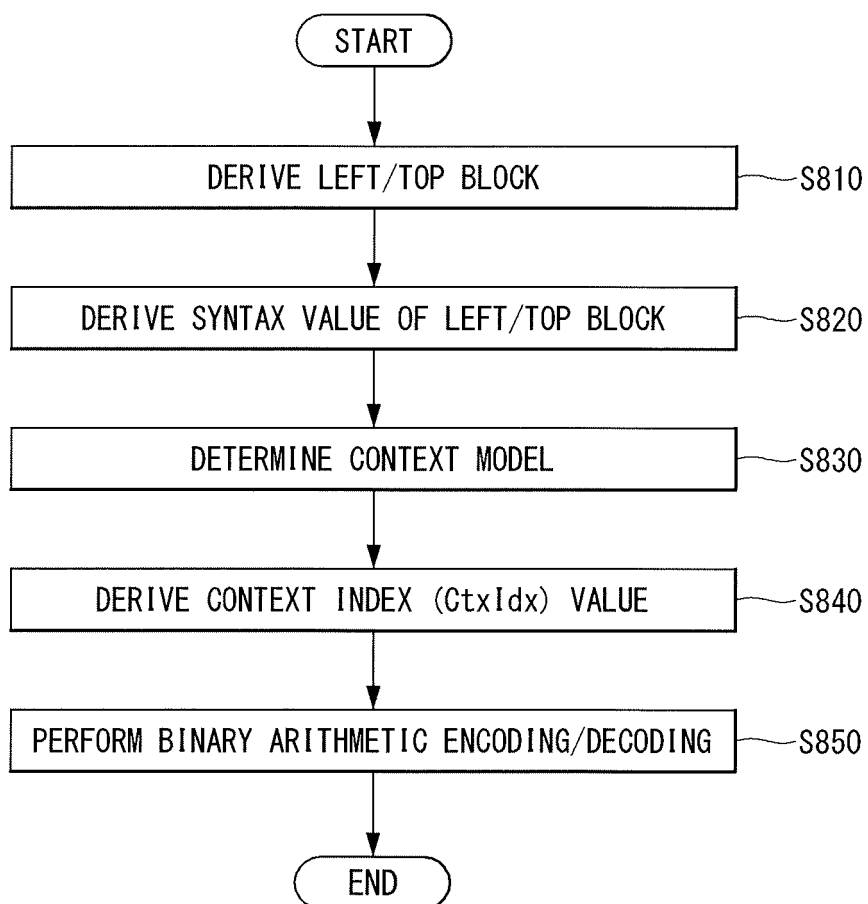 START
DERIVE LEFT/TOP BLOCK
S810
DERIVE SYNTAX VALUE OF LEFT/TOP BLOCK
S820
DETERMINE CONTEXT MODEL
S830
DERIVE CONTEXT INDEX (CtxIdx) VALUE
S840
PERFORM BINARY ARITHMETIC ENCODING/DECODING
S850
END